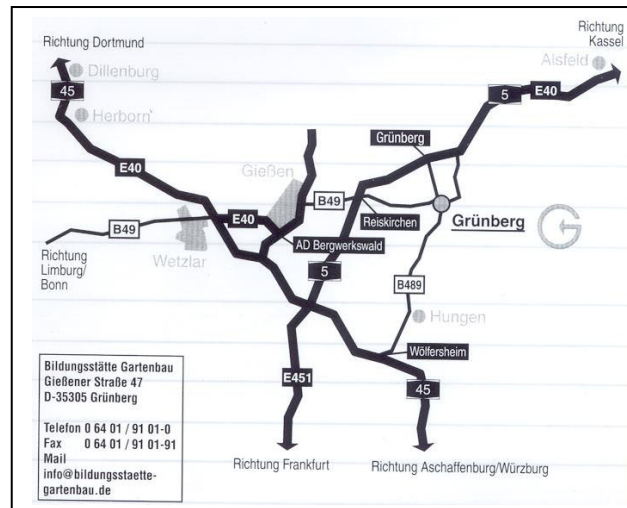 Richtung Dortmund
Richtung
Kassel
Dillenburg
Alsfeld
45
5
E40
Herborn
Grünberg
E40
Gießen
B49
Reiskirchen
Grünberg
G
B49
E40
AD Bergwerkswald
Wetzlar
Richtung
Limburg/
Bonn
5
B489
Hungen
Wölfersheim
E451
45
Bildungsstätte Gartenbau
Gießener Straße 47
D-35305 Grünberg
Telefon 0 64 01 / 91 01-0
Fax 0 64 01 / 91 01-91
Mail
info@bildungsstaette-
gartenbau.de
Richtung Frankfurt
Richtung Aschaffenburg/Würzburg